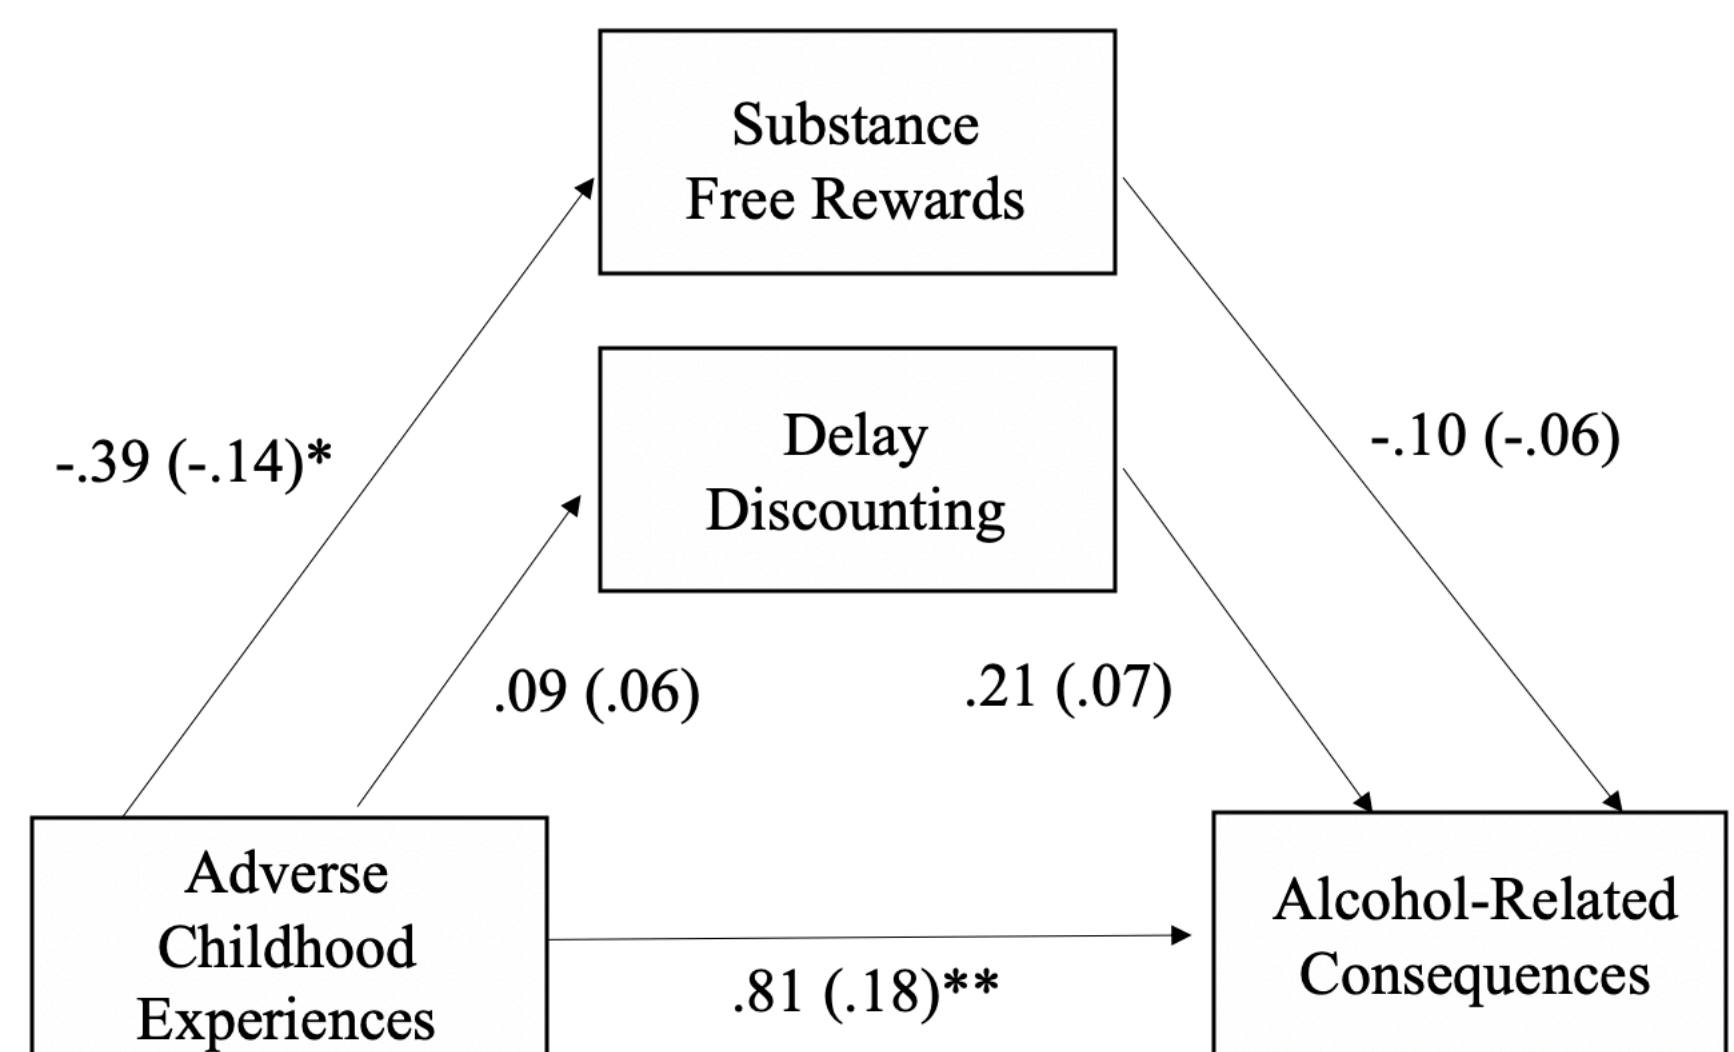 Substance
Free Rewards
Delay
Discounting
-.39 (-.14)*
-.10 (-.06)
.09 (.06)
.21 (.07)
Adverse
Childhood
Experiences
.81 (.18)**
Alcohol-Related
Consequences